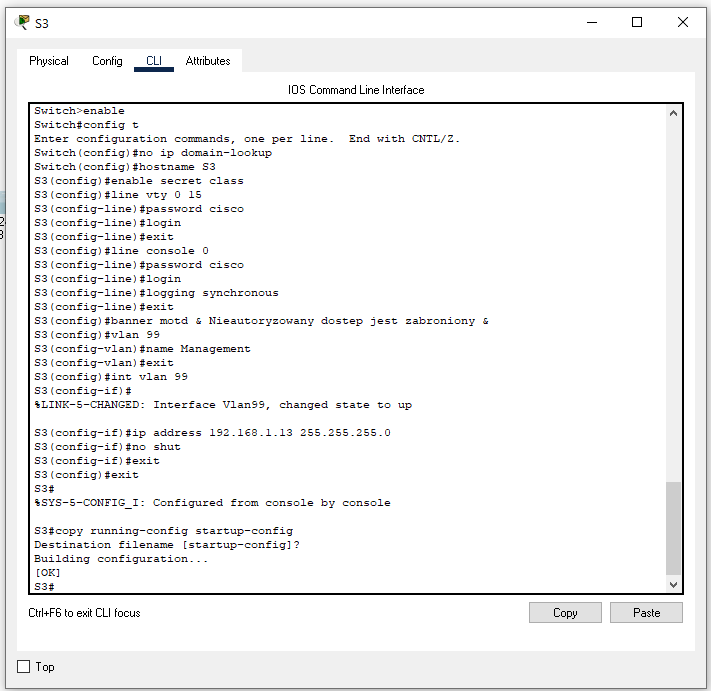 S3
Physical Config CLI Attributes
IOS Command Line Interface
Switch>enable
Switch#config t
Enter configuration commands, one per line.  End with CNTL/Z.
Switch(config)#no ip domain-lookup
Switch(config)#hostname S3
S3(config)#enable secret class
S3(config)#line vty 0 15
S3(config-line)#password cisco
S3(config-line)#login
S3(config-line)#exit
S3(config)#line console 0
S3(config-line)#password cisco
S3(config-line)#login
S3(config-line)#logging synchronous
S3(config-line)#exit
S3(config)#banner motd & Nieautoryzowany dostep jest zabroniony &
S3(config)#vlan 99
S3(config-vlan)#name Management
S3(config-vlan)#exit
S3(config)#int vlan 99
S3(config-if)#
%LINK-5-CHANGED: Interface Vlan99, changed state to up
S3(config-if)#ip address 192.168.1.13 255.255.255.0
S3(config-if)#no shut
S3(config-if)#exit
S3(config)#exit
S3#
%SYS-5-CONFIG_I: Configured from console by console
S3#copy running-config startup-config
Destination filename [startup-config]?
Building configuration...
[OK]
S3#
Ctrl+F6 to exit CLI focus
Copy Paste
Top